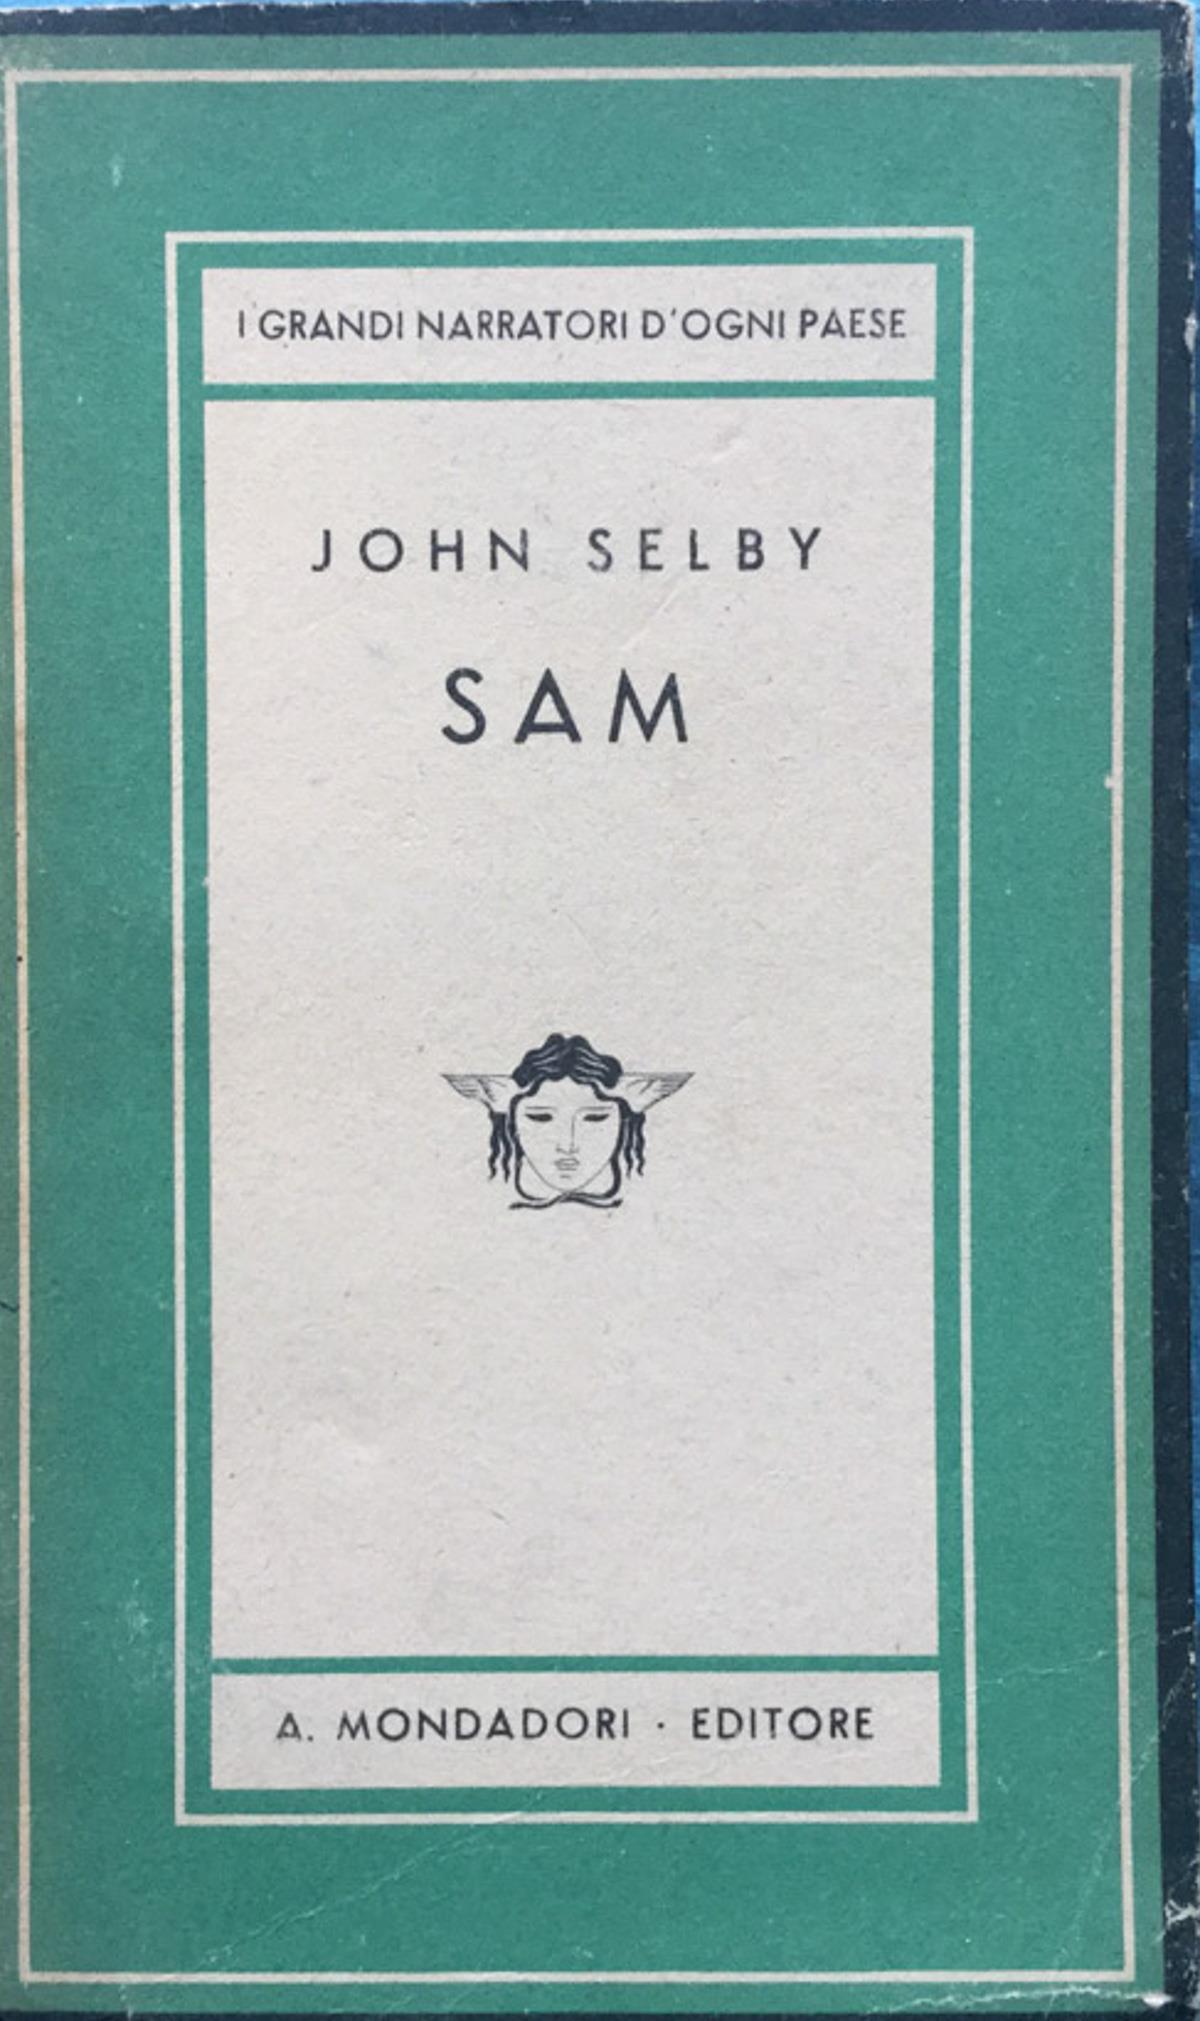 I GRANDI NARRATORI D'OGNI PAESE
JOHN SELBY
SAM
A. MONDADORI · EDITORE